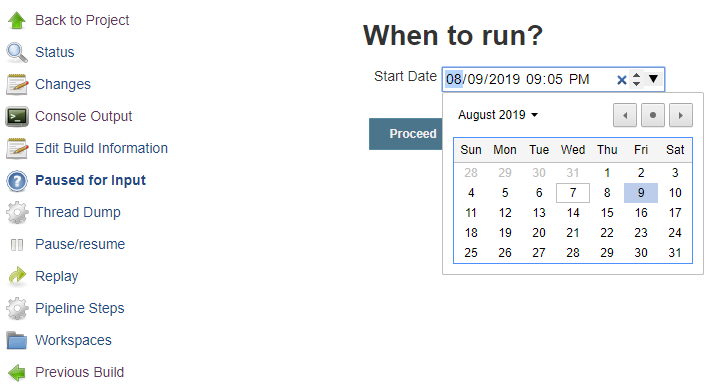 Back to Project
Status
Changes
Console Output
Edit Build Information
Paused for Input
Thread Dump
Pause/resume
Replay
Pipeline Steps
Workspaces
Previous Build
When to run?
Start Date 08/09/2019 09:05 PM
Proceed
August 2019
Sun Mon Tue Wed Thu Fri Sat
28 29 30 31 1 2 3
4 5 6 7 8 9 10
11 12 13 14 15 16 17
18 19 20 21 22 23 24
25 26 27 28 29 30 31